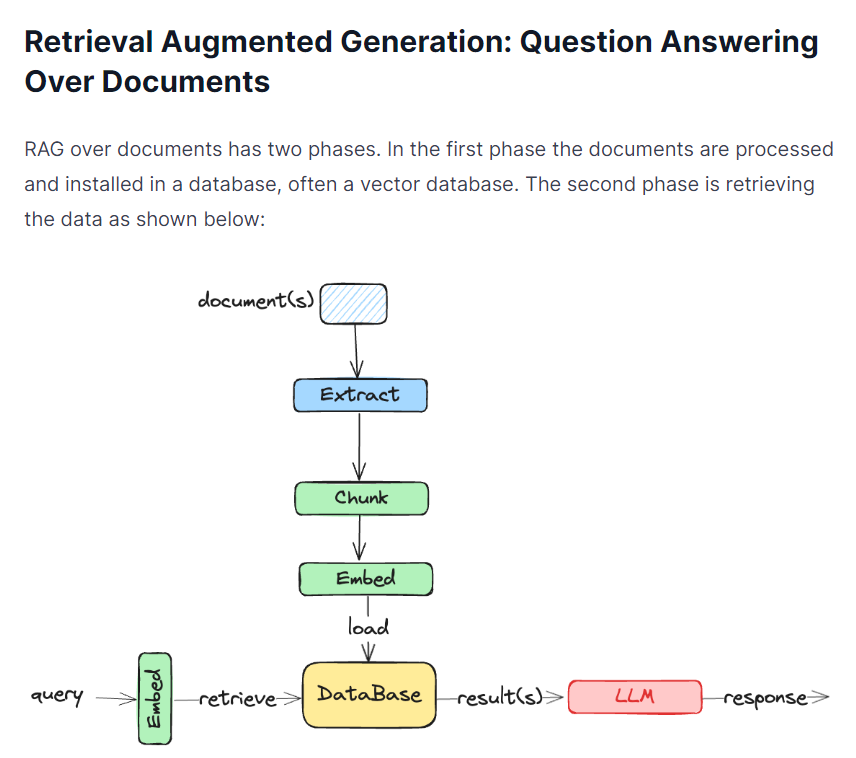 Retrieval Augmented Generation: Question Answering
Over Documents
RAG over documents has two phases. In the first phase the documents are processed
and installed in a database, often a vector database. The second phase is retrieving
the data as shown below:
document(s)
Extract
Chunk
Embed
load
query
Embed
retrieve
DataBase
result(s)
LLM
response